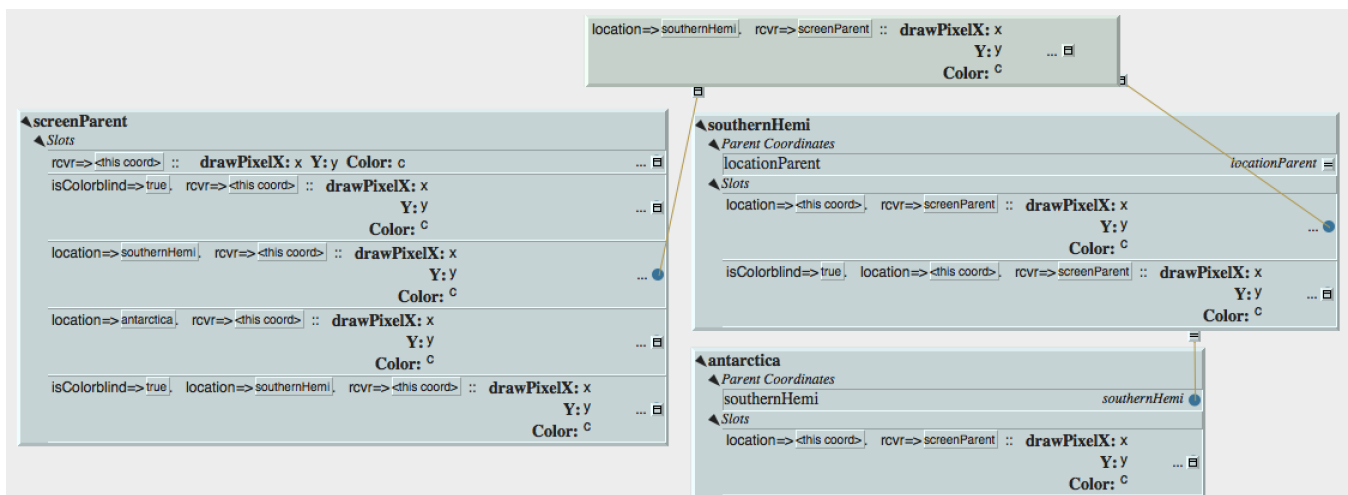 location=> southernHemi, rcvr=> screenParent :: drawPixelX: x
Y: y ...
Color: c
screenParent
Slots
rcvr=> <this coord> :: drawPixelX: x Y: y Color: c ...
isColorblind=> true, rcvr=> <this coord> :: drawPixelX: x
Y: y ...
Color: c
location=> southernHemi, rcvr=> <this coord> :: drawPixelX: x
Y: y ...
Color: c
location=> antarctica, rcvr=> <this coord> :: drawPixelX: x
Y: y ...
Color: c
isColorblind=> true, location=> southernHemi, rcvr=> <this coord> :: drawPixelX: x
Y: y ...
Color: c
southernHemi
Parent Coordinates
locationParent locationParent =
Slots
location=> <this coord>, rcvr=> screenParent :: drawPixelX: x
Y: y ...
Color: c
isColorblind=> true, location=> <this coord>, rcvr=> screenParent :: drawPixelX: x
Y: y ...
Color: c
=
antarctica
Parent Coordinates
southernHemi southernHemi
Slots
location=> <this coord>, rcvr=> screenParent :: drawPixelX: x
Y: y ...
Color: c